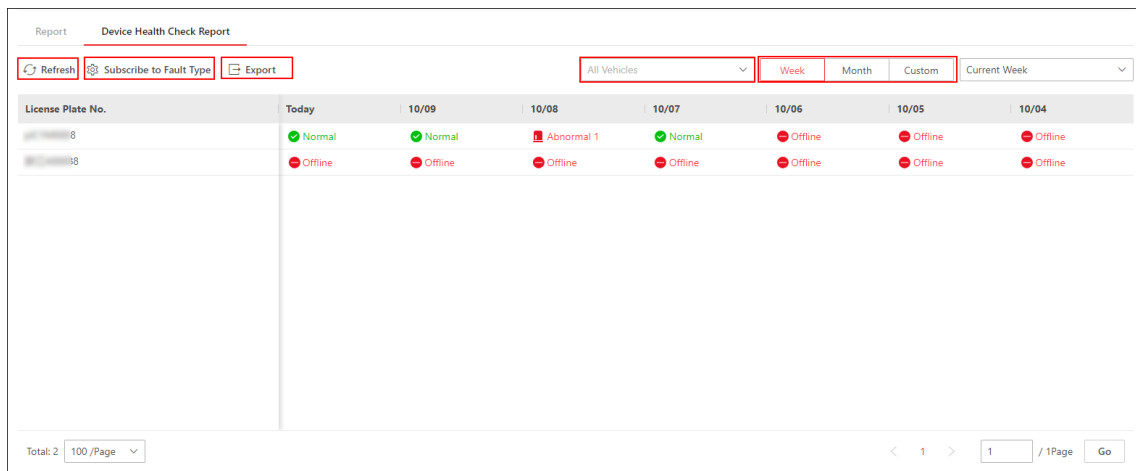 Report Device Health Check Report
Refresh Subscribe to Fault Type Export All Vehicles Week Month Custom Current Week
License Plate No. Today 10/09 10/08 10/07 10/06 10/05 10/04
8 Normal Normal Abnormal 1 Normal Offline Offline Offline
8 Offline Offline Offline Offline Offline Offline Offline
Total: 2 100 /Page < 1 > 1 / 1Page Go